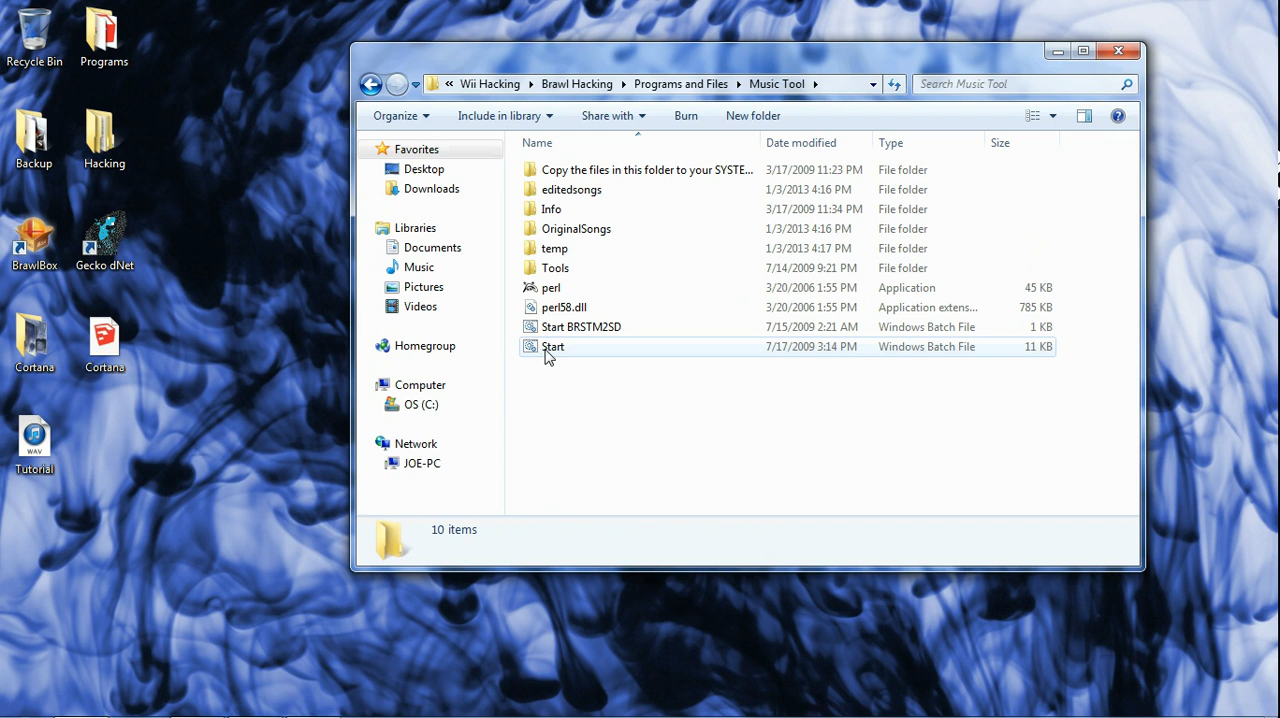 Recycle Bin
Programs
Backup
Hacking
BrawlBox
Gecko dNet
Cortana
Cortana
WAV
Tutorial
« Wii Hacking Brawl Hacking Programs and Files Music Tool
Search Music Tool
Organize Include in library Share with Burn New folder
Favorites
Desktop
Downloads
Libraries
Documents
Music
Pictures
Videos
Homegroup
Computer
OS (C:)
Network
JOE-PC
Name Date modified Type Size
Copy the files in this folder to your SYSTE... 3/17/2009 11:23 PM File folder
editedsongs 1/3/2013 4:16 PM File folder
Info 3/17/2009 11:34 PM File folder
OriginalSongs 1/3/2013 4:16 PM File folder
temp 1/3/2013 4:17 PM File folder
Tools 7/14/2009 9:21 PM File folder
perl 3/20/2006 1:55 PM Application 45 KB
perl58.dll 3/20/2006 1:55 PM Application extens... 785 KB
Start BRSTM2SD 7/15/2009 2:21 AM Windows Batch File 1 KB
Start 7/17/2009 3:14 PM Windows Batch File 11 KB
10 items